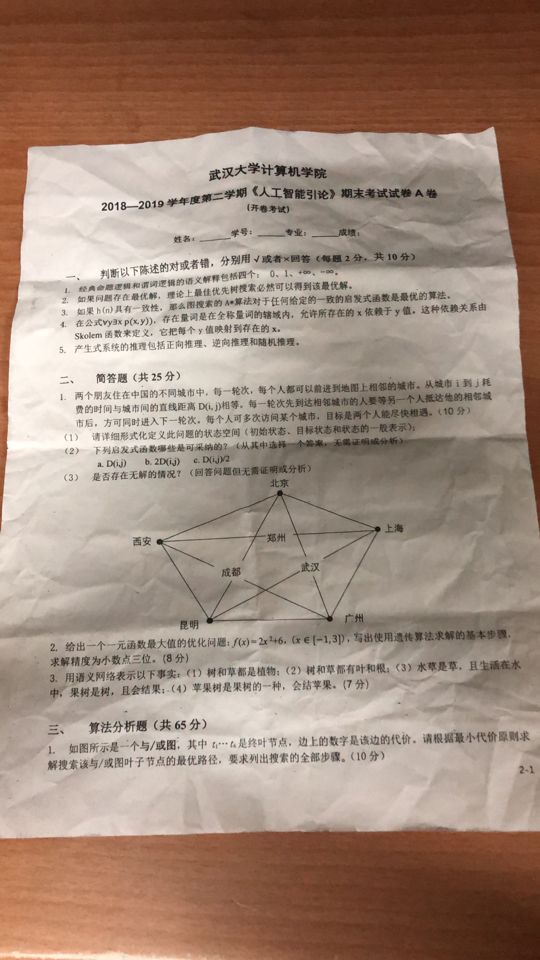 武汉大学计算机学院
2018—2019 学年度第二学期《人工智能引论》期末考试试卷 A 卷
(开卷考试)
姓名:______学号:______专业:______成绩:
一、 判断以下陈述的对或者错，分别用√或者×回答（每题 2 分，共 10 分）
1. 经典命题逻辑和谓词逻辑的语义解释包括四个: 0、1、+∞、-∞。
2. 如果问题存在最优解，理论上最佳优先树搜索必然可以得到该最优解。
3. 如果 h(n)具有一致性，那么图搜索的 A*算法对于任何给定的一致的启发式函数是最优的算法。
4. 在公式∀y∃x p(x,y))，存在量词是在全称量词的辖域内，允许所存在的 x 依赖于 y 值。这种依赖关系由
Skolem 函数来定义，它把每个 y 值映射到存在的 x。
5. 产生式系统的推理包括正向推理、逆向推理和随机推理。
二、 简答题（共 25 分）
1. 两个朋友住在中国的不同城市中，每一轮次，每个人都可以前进到地图上相邻的城市。从城市 i 到 j 耗
费的时间与城市间的直线距离 D(i, j)相等。每一轮次先到达相邻城市的人要等另一个人抵达他的相邻城
市后，方可同时进入下一轮次。每个人可多次访问某个城市，目标是两个人能尽快相遇。（10 分）
（1） 请详细形式化定义此问题的状态空间（初始状态、目标状态和状态的一般表示）;
（2） 下列启发式函数哪些是可采纳的？（从其中选择一个答案，无需证明或分析）
a. D(i,j) b. 2D(i,j) c. D(i,j)/2
（3） 是否存在无解的情况？（回答问题但无需证明或分析）
北京
西安
郑州
上海
成都
武汉
昆明
广州
2. 给出一个一元函数最大值的优化问题: f(x) = 2x²+6，(x ∈ [−1,3])，写出使用遗传算法求解的基本步骤，
求解精度为小数点三位。（8 分）
3. 用语义网络表示以下事实:（1）树和草都是植物;（2）树和草都有叶和根;（3）水草是草，且生活在水
中，果树是树，且会结果;（4）苹果树是果树的一种，会结苹果。（7 分）
三、 算法分析题（共 65 分）
1. 如图所示是一个与/或图，其中 t₁⋯ t₈ 是终叶节点，边上的数字是该边的代价。请根据最小代价原则求
解搜索该与/或图叶子节点的最优路径，要求列出搜索的全部步骤。（10 分）
2-1